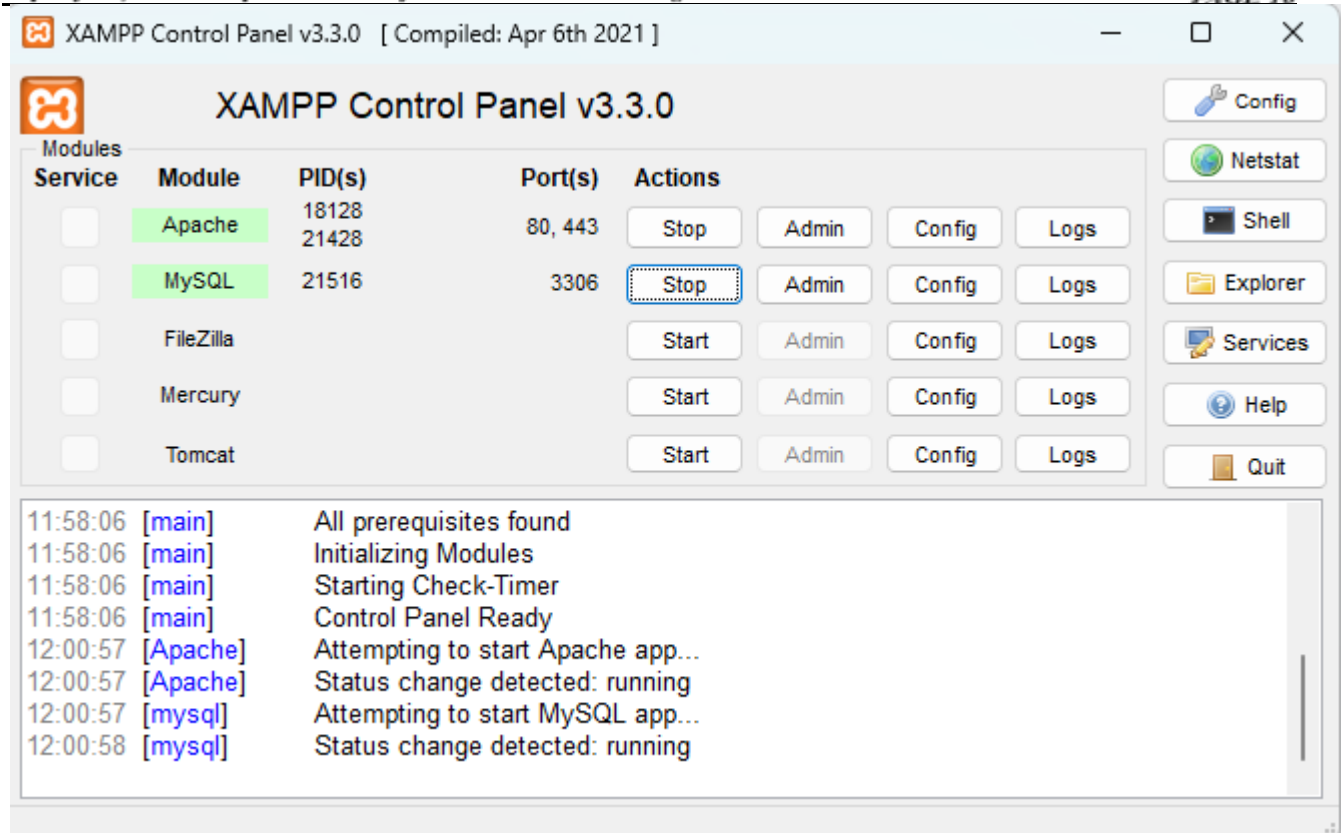 XAMPP Control Panel v3.3.0 [ Compiled: Apr 6th 2021 ]
XAMPP Control Panel v3.3.0
Config
Modules
Netstat
Service Module PID(s) Port(s) Actions
Apache 18128 21428 80, 443 Stop Admin Config Logs
Shell
MySQL 21516 3306 Stop Admin Config Logs
Explorer
FileZilla Start Admin Config Logs
Services
Mercury Start Admin Config Logs
Help
Tomcat Start Admin Config Logs
Quit
11:58:06 [main] All prerequisites found
11:58:06 [main] Initializing Modules
11:58:06 [main] Starting Check-Timer
11:58:06 [main] Control Panel Ready
12:00:57 [Apache] Attempting to start Apache app...
12:00:57 [Apache] Status change detected: running
12:00:57 [mysql] Attempting to start MySQL app...
12:00:58 [mysql] Status change detected: running